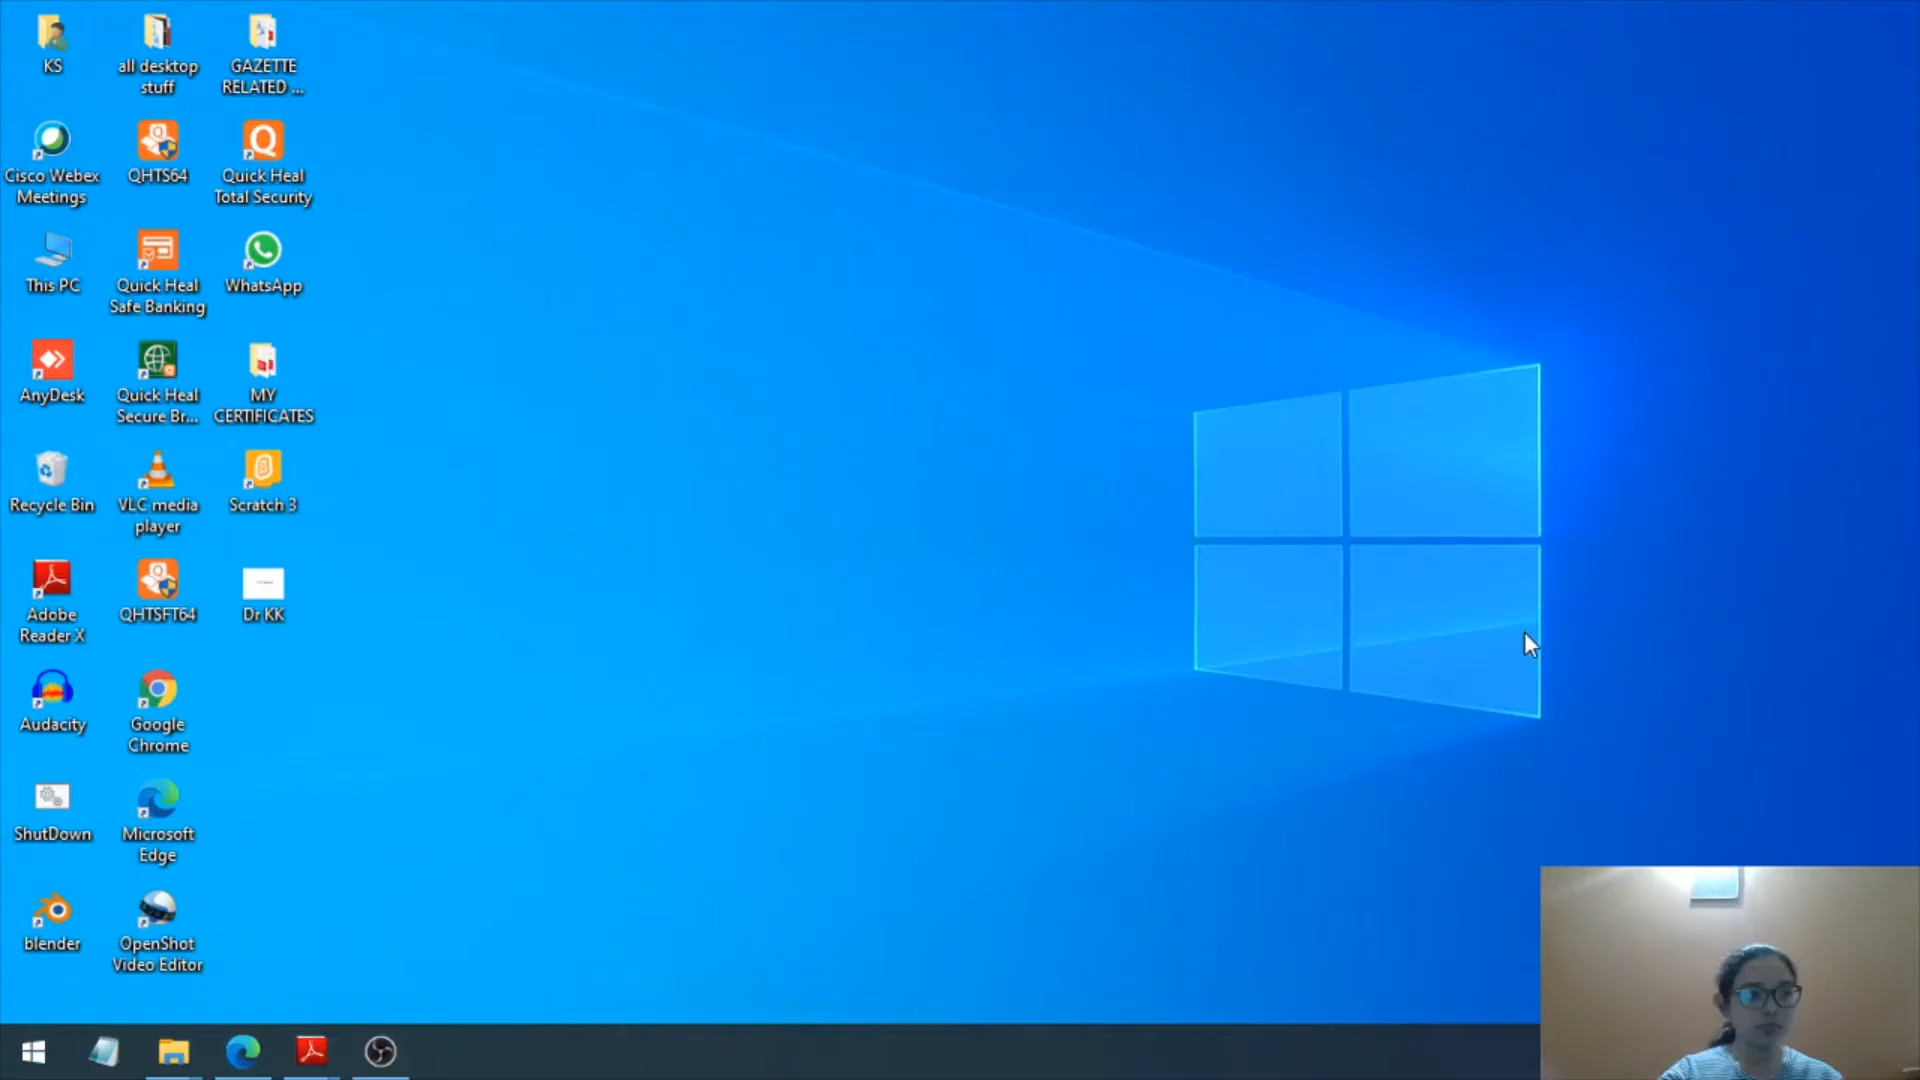 KS
all desktop
stuff
GAZETTE
RELATED ...
Cisco Webex
Meetings
QHTS64
Quick Heal
Total Security
This PC
Quick Heal
Safe Banking
WhatsApp
AnyDesk
Quick Heal
Secure Br...
MY
CERTIFICATES
Recycle Bin
VLC media
player
Scratch 3
Adobe
Reader X
QHTSFT64
Dr KK
Audacity
Google
Chrome
ShutDown
Microsoft
Edge
blender
OpenShot
Video Editor